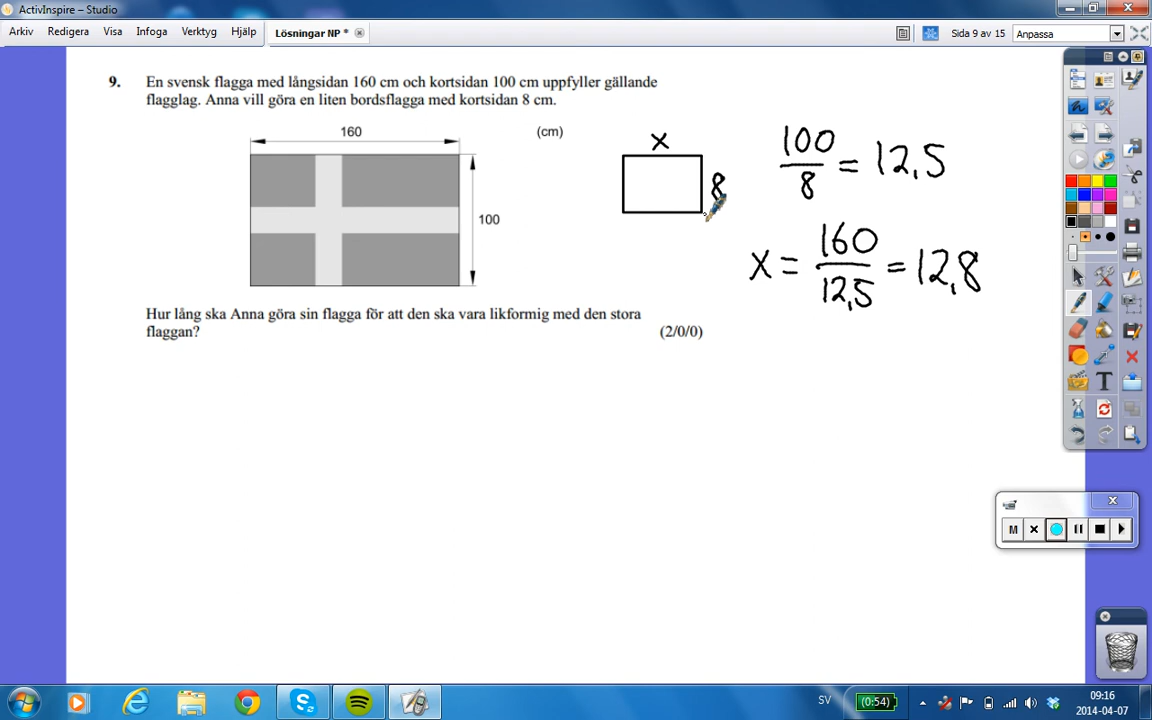 ActivInspire – Studio
Arkiv Redigera Visa Infoga Verktyg Hjälp Lösningar NP * Sida 9 av 15 Anpassa
9. En svensk flagga med långsidan 160 cm och kortsidan 100 cm uppfyller gällande
flagglag. Anna vill göra en liten bordsflagga med kortsidan 8 cm.
160 (cm)
100
Hur lång ska Anna göra sin flagga för att den ska vara likformig med den stora
flaggan? (2/0/0)
x
8
100/8 = 12,5
x = 160/12,5 = 12,8
M
SV (0:54) 09:16
2014-04-07